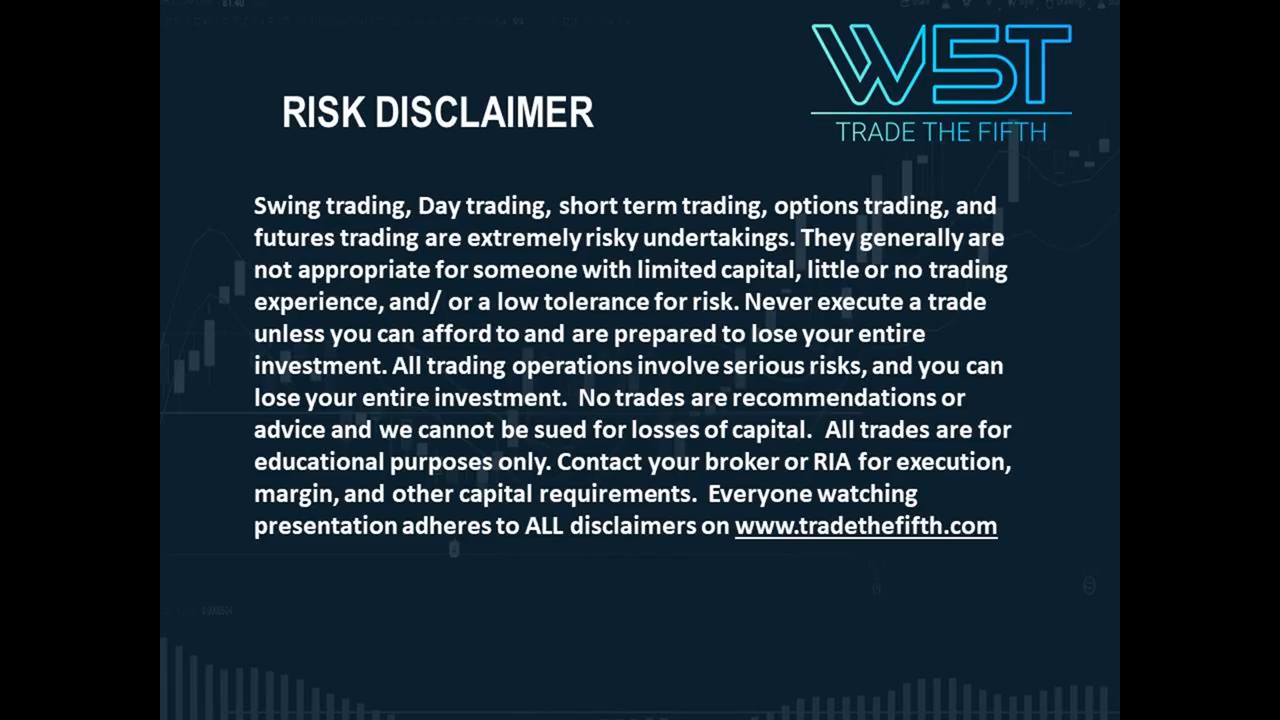 W5T
TRADE THE FIFTH
RISK DISCLAIMER
Swing trading, Day trading, short term trading, options trading, and
futures trading are extremely risky undertakings. They generally are
not appropriate for someone with limited capital, little or no trading
experience, and/ or a low tolerance for risk. Never execute a trade
unless you can afford to and are prepared to lose your entire
investment. All trading operations involve serious risks, and you can
lose your entire investment.  No trades are recommendations or
advice and we cannot be sued for losses of capital.  All trades are for
educational purposes only. Contact your broker or RIA for execution,
margin, and other capital requirements.  Everyone watching
presentation adheres to ALL disclaimers on www.tradethefifth.com